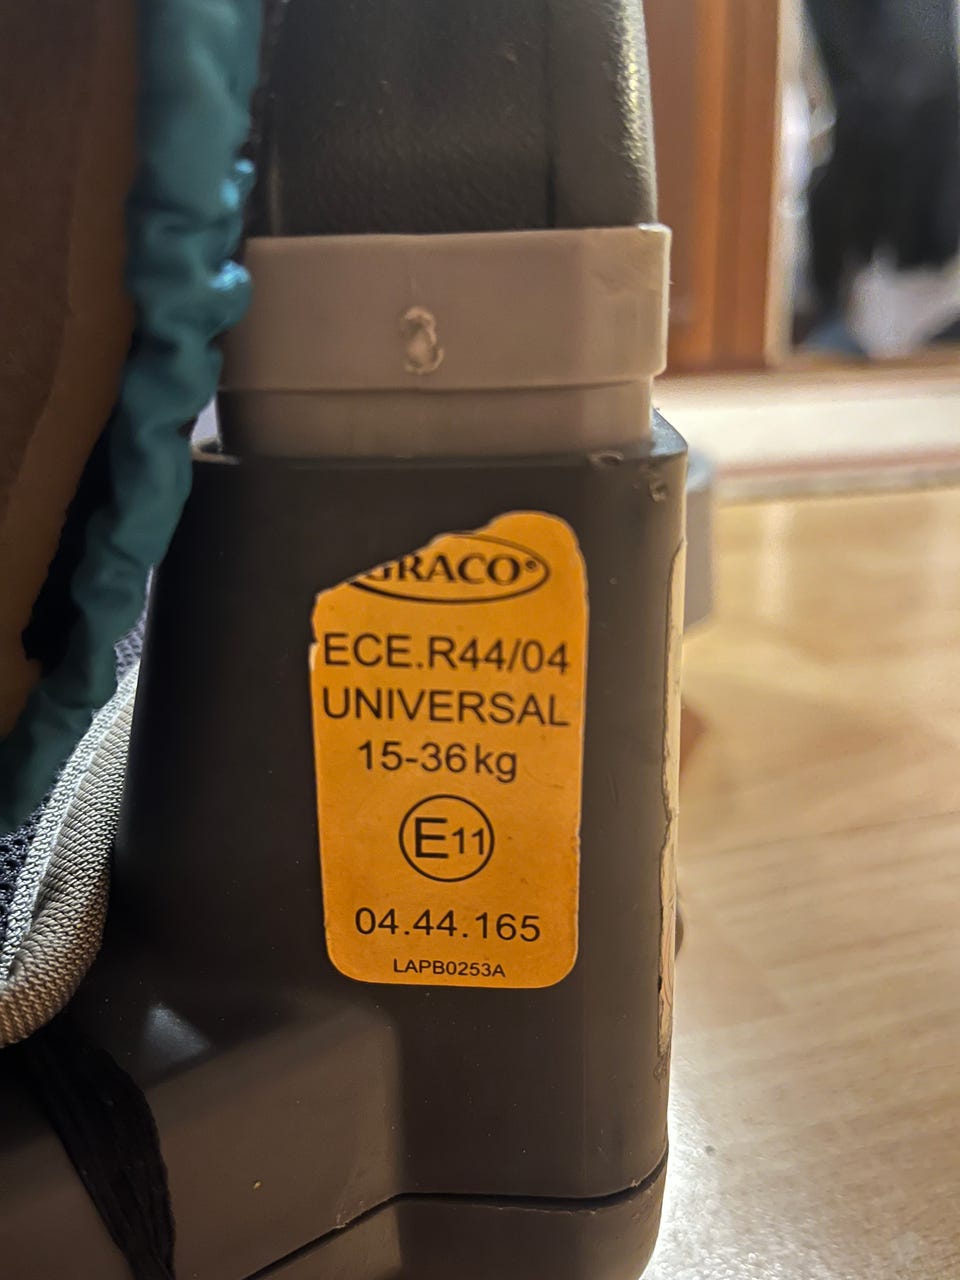 GRACO®
ECE.R44/04
UNIVERSAL
15-36kg
E11
04.44.165
LAPB0253A